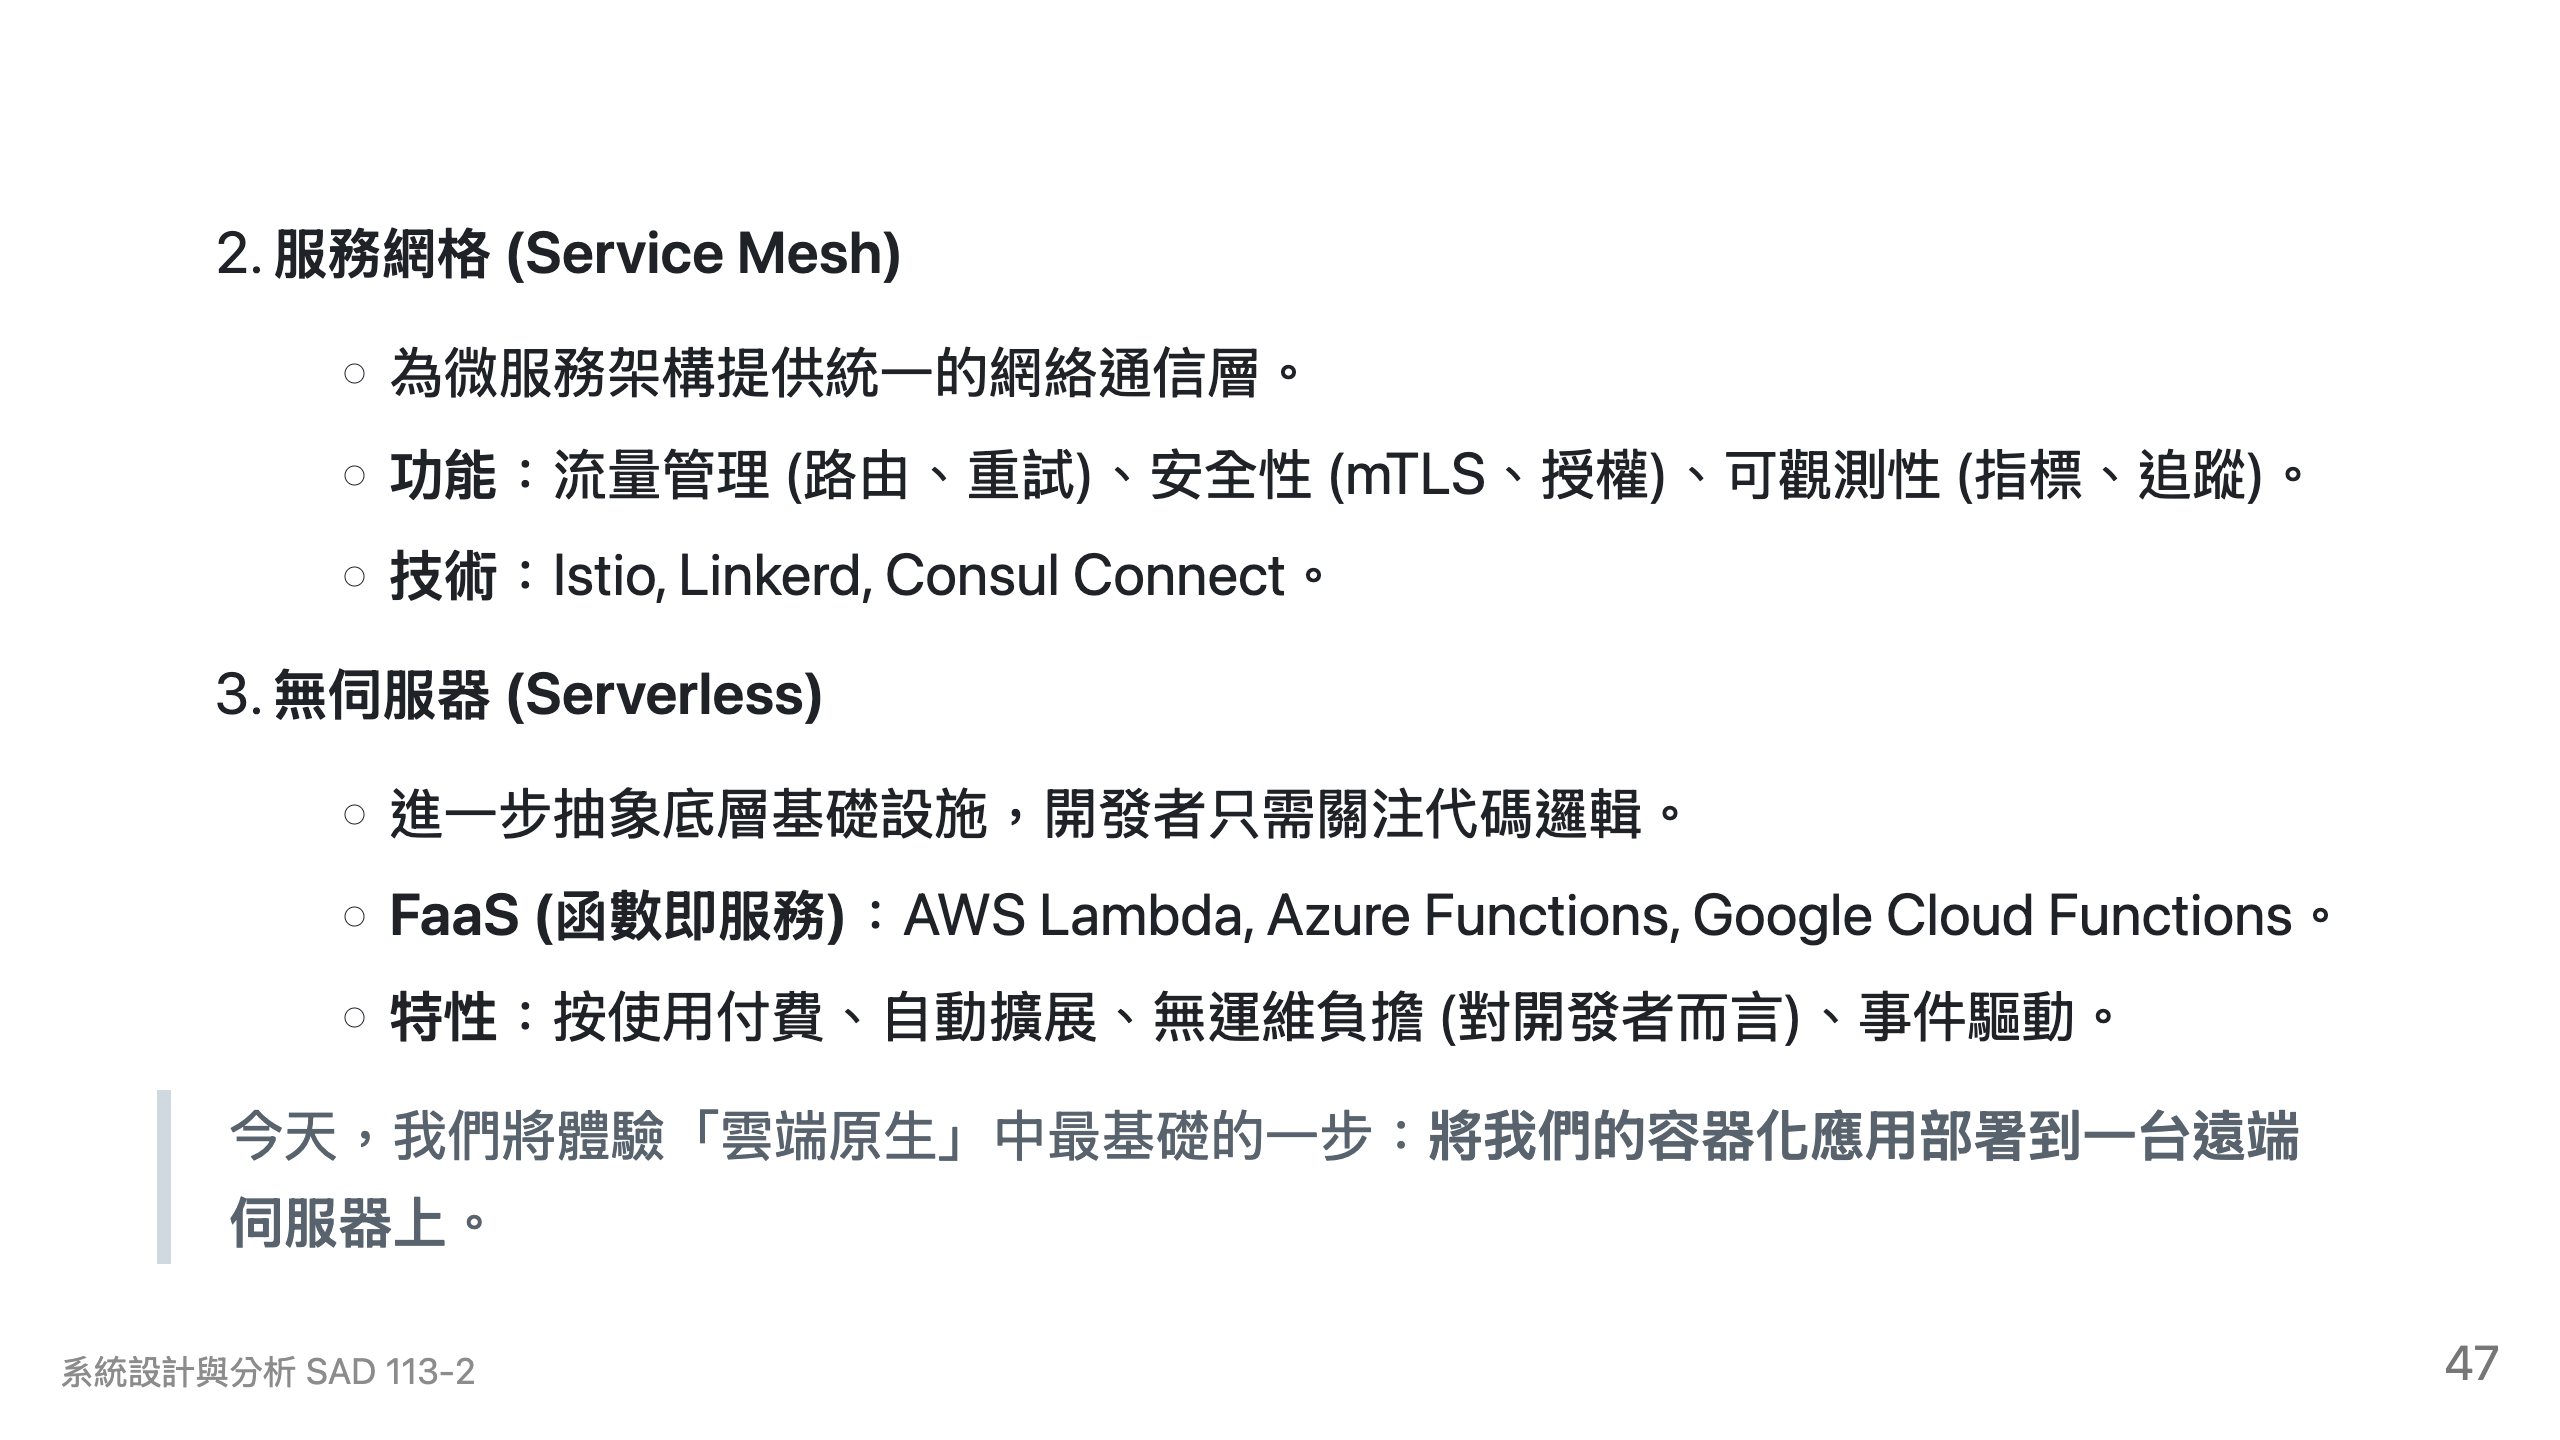 2. 服務網格 (Service Mesh)
○ 為微服務架構提供統一的網絡通信層。
○ 功能：流量管理 (路由、重試)、安全性 (mTLS、授權)、可觀測性 (指標、追蹤)。
○ 技術：Istio, Linkerd, Consul Connect。
3. 無伺服器 (Serverless)
○ 進一步抽象底層基礎設施，開發者只需關注代碼邏輯。
○ FaaS (函數即服務)：AWS Lambda, Azure Functions, Google Cloud Functions。
○ 特性：按使用付費、自動擴展、無運維負擔 (對開發者而言)、事件驅動。
今天，我們將體驗「雲端原生」中最基礎的一步：將我們的容器化應用部署到一台遠端
伺服器上。
系統設計與分析 SAD 113-2
47